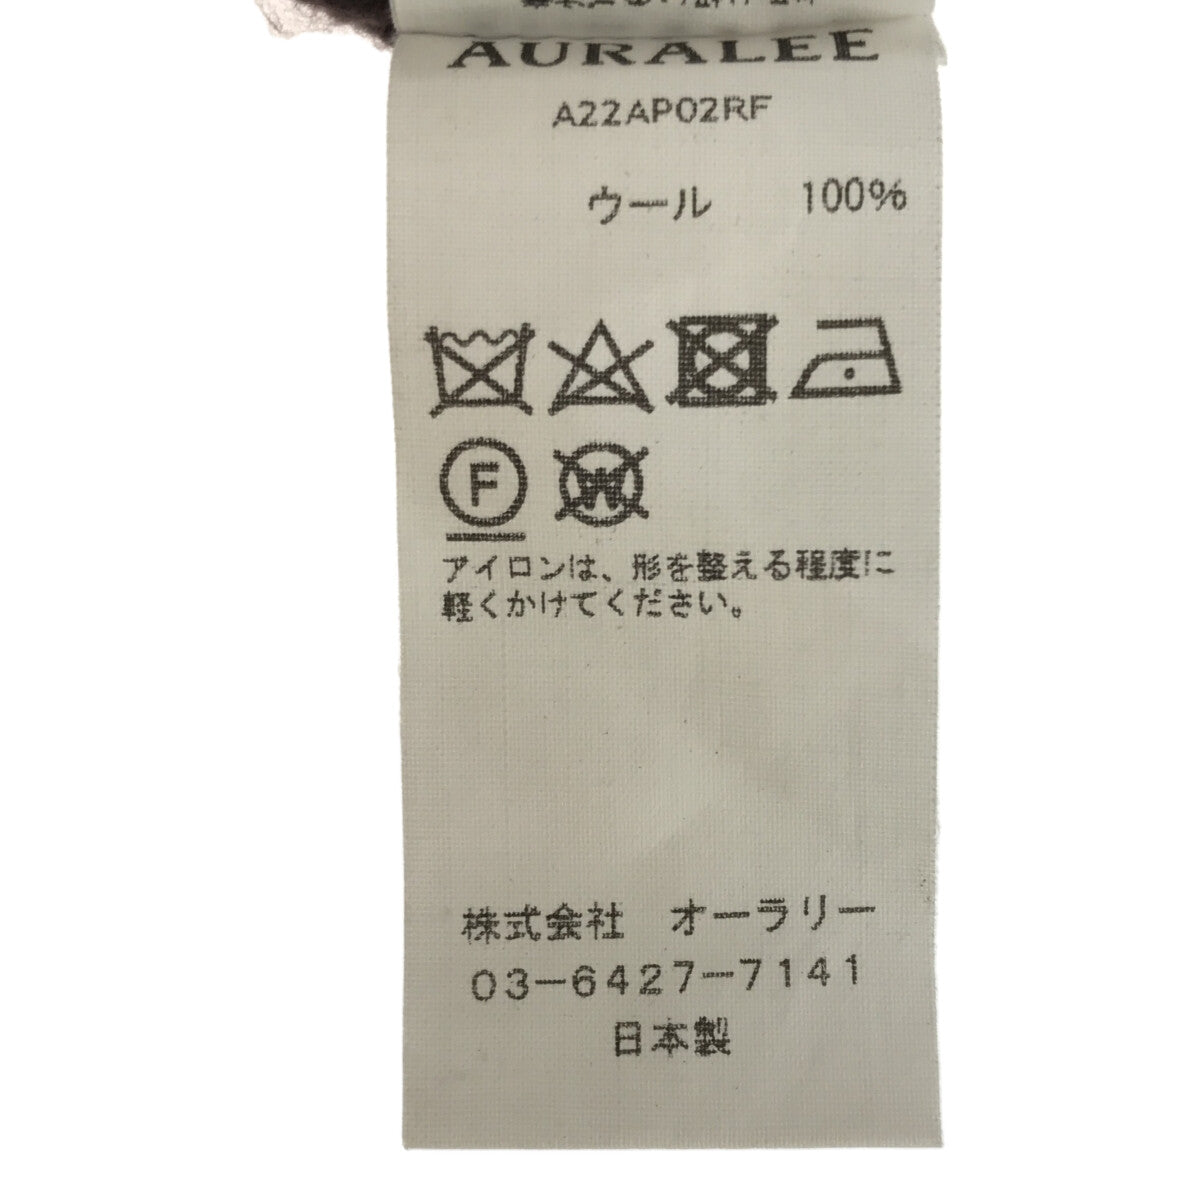 AURALEE
A22AP02RF
ウール 100%
F
W
アイロンは、形を整える程度に
軽くかけてください。
株式会社 オーラリー
03-6427-7141
日本製